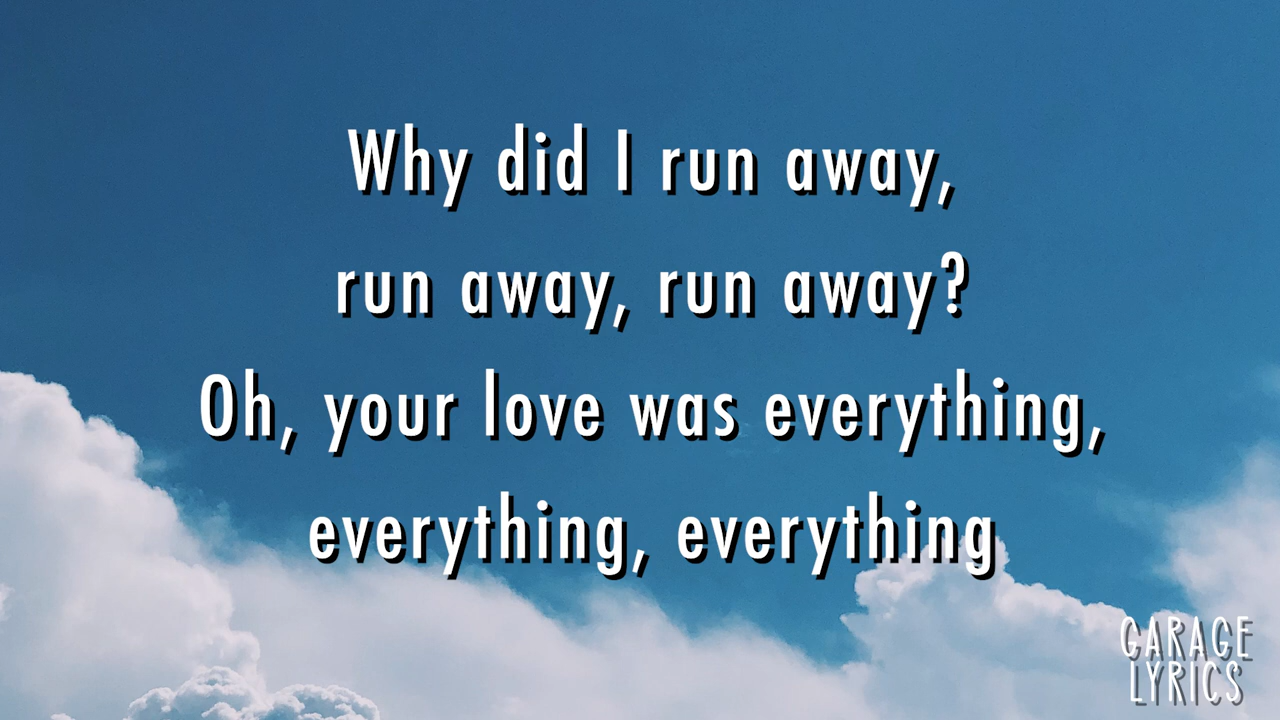 Why did I run away,
run away, run away?
Oh, your love was everything,
everything, everything
GARAGE
LYRICS